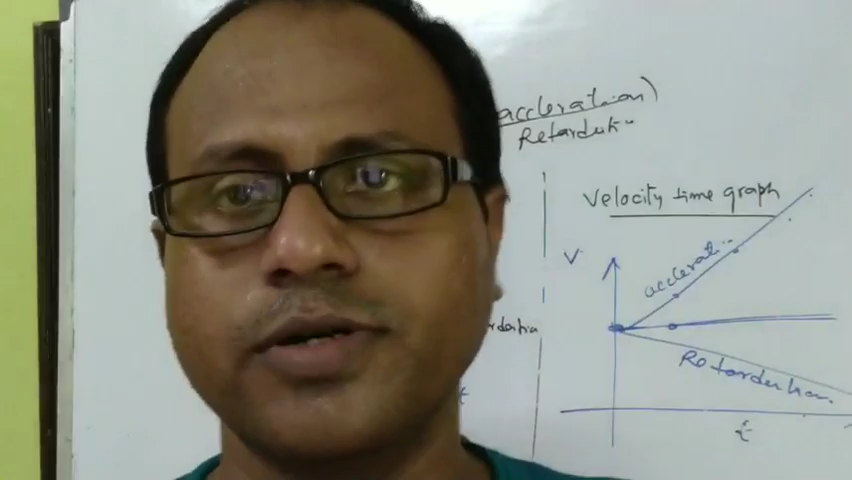 accleration)
Retardation
Velocity time graph
V
accleration
Retardation
t
t